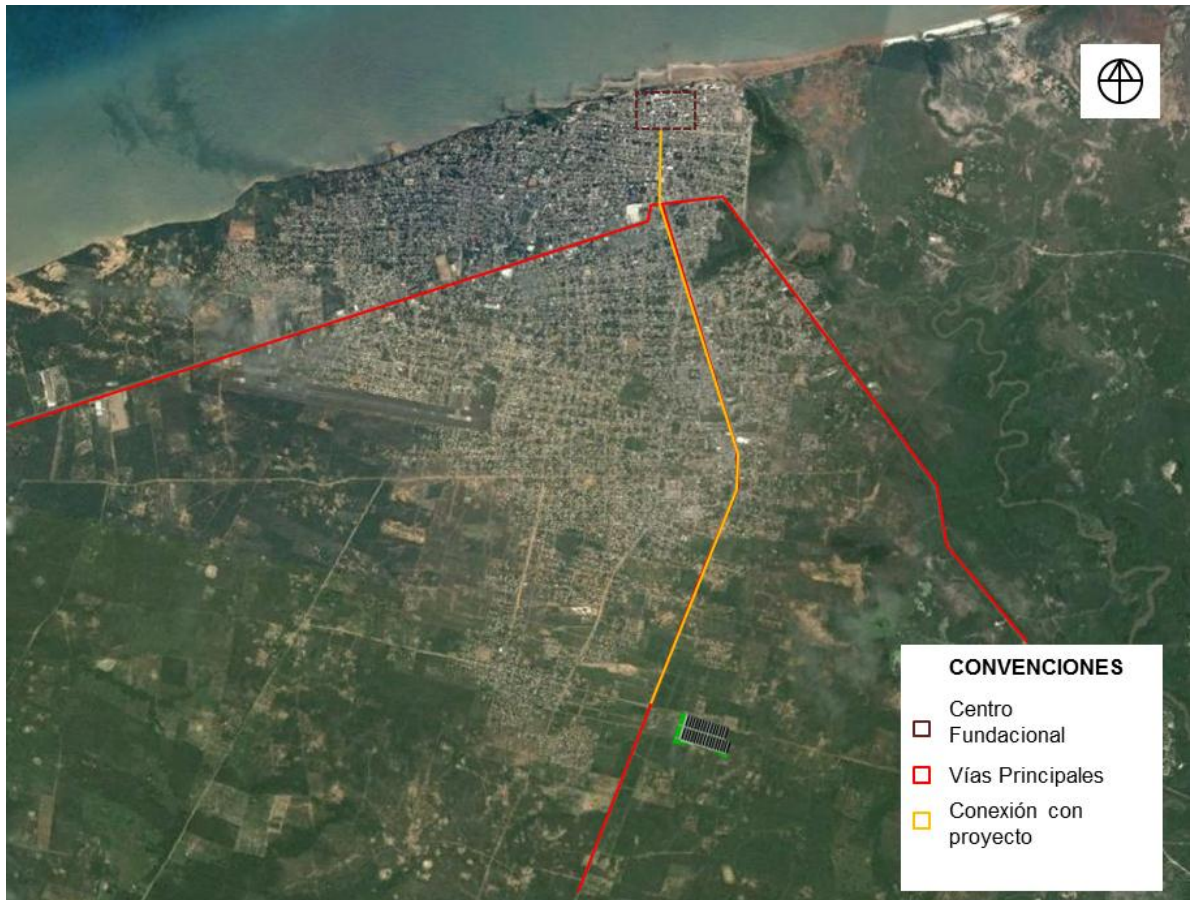 CONVENCIONES
Centro
Fundacional
Vías Principales
Conexión con
proyecto